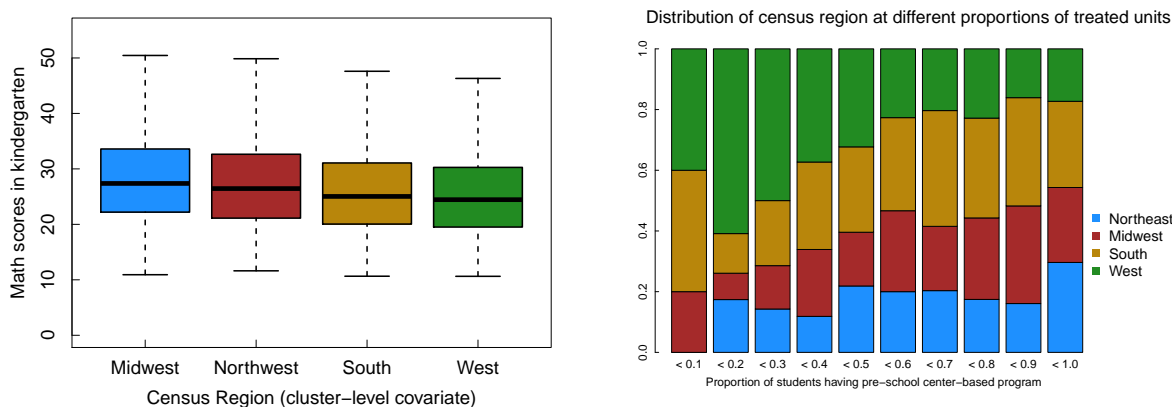 Math scores in kindergarten
50
40
30
20
10
0
Midwest Northwest South West
Census Region (cluster−level covariate)
Distribution of census region at different proportions of treated units
1.0
0.8
0.6
0.4
0.2
0.0
< 0.1 < 0.2 < 0.3 < 0.4 < 0.5 < 0.6 < 0.7 < 0.8 < 0.9 < 1.0
Proportion of students having pre−school center−based program
Northeast
Midwest
South
West